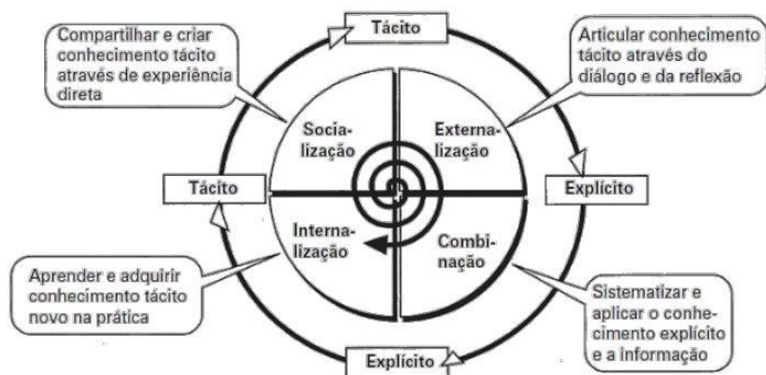 Tácito
Compartilhar e criar
conhecimento tácito
através de experiência
direta
Articular conhecimento
tácito através do
diálogo e da reflexão
Socia-
lização
Externa-
lização
Tácito
Explícito
Interna-
lização
Combi-
nação
Aprender e adquirir
conhecimento tácito
novo na prática
Sistematizar e
aplicar o conhe-
cimento explícito
e a informação
Explícito